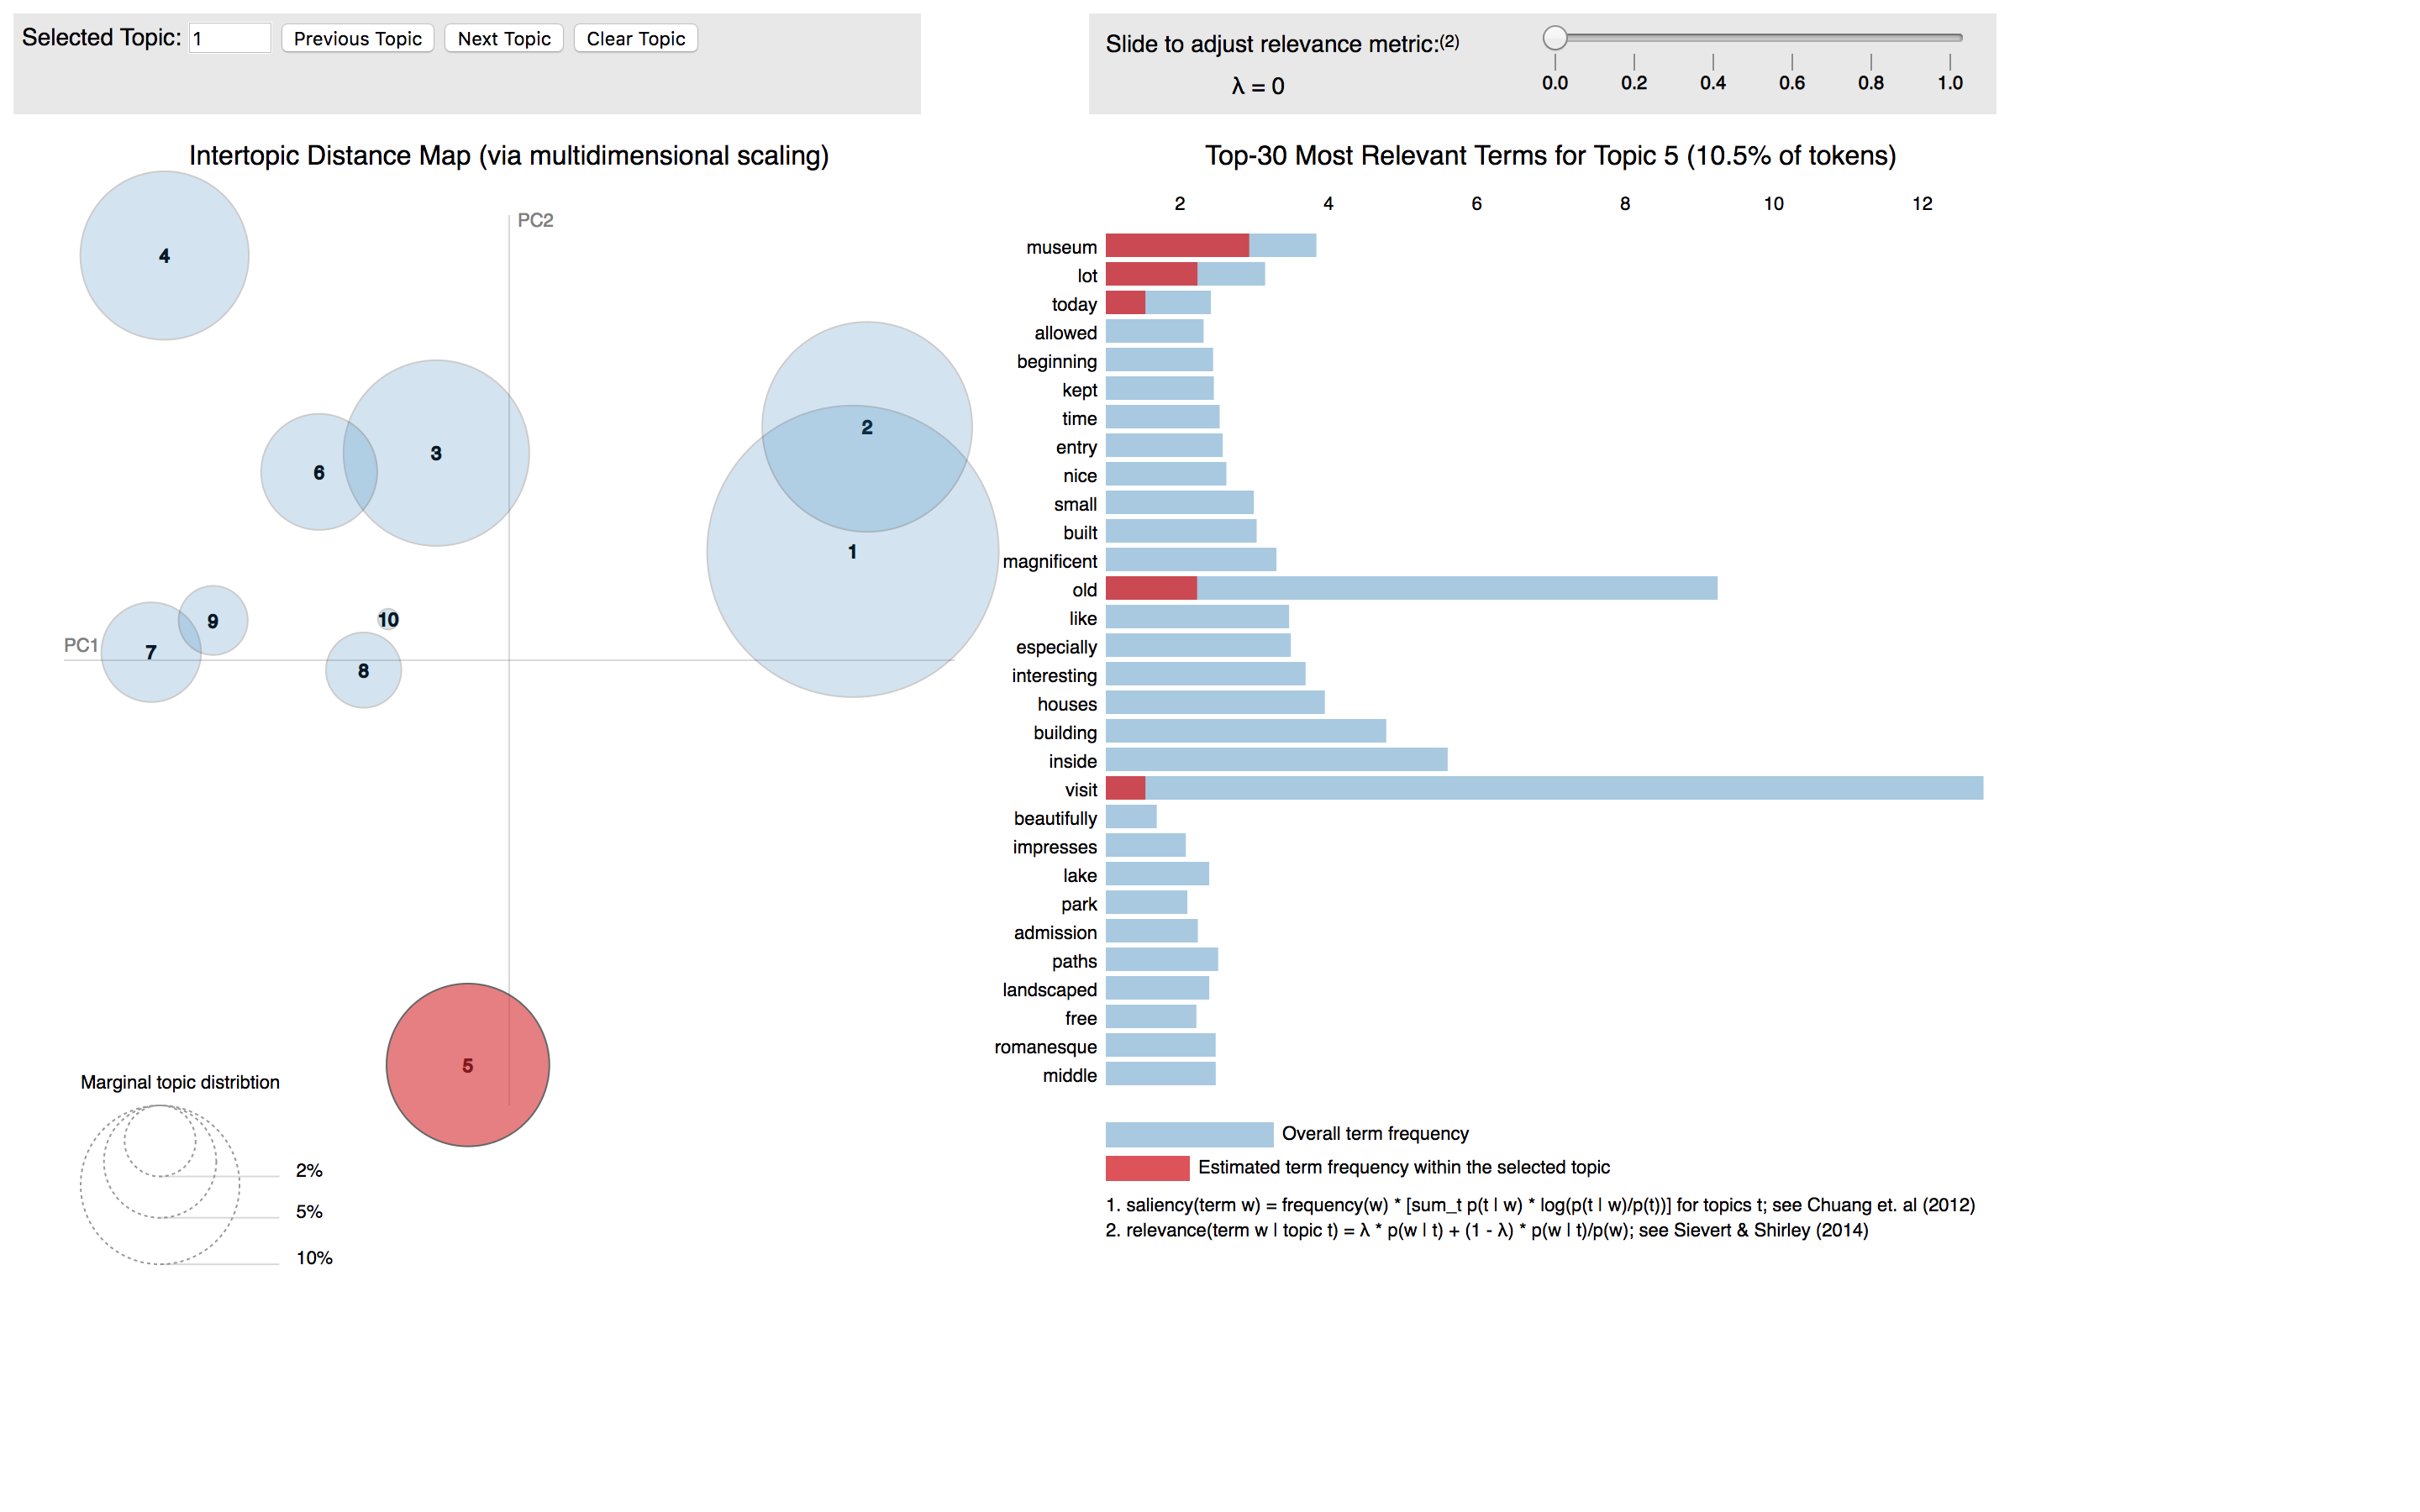 Selected Topic: 1 Previous Topic Next Topic Clear Topic
Slide to adjust relevance metric:(2)
λ = 0
0.0 0.2 0.4 0.6 0.8 1.0
Intertopic Distance Map (via multidimensional scaling)
PC2
4
2
3
6
1
9
10
PC1
7
8
5
Marginal topic distribtion
2%
5%
10%
Top-30 Most Relevant Terms for Topic 5 (10.5% of tokens)
2 4 6 8 10 12
museum
lot
today
allowed
beginning
kept
time
entry
nice
small
built
magnificent
old
like
especially
interesting
houses
building
inside
visit
beautifully
impresses
lake
park
admission
paths
landscaped
free
romanesque
middle
Overall term frequency
Estimated term frequency within the selected topic
1. saliency(term w) = frequency(w) * [sum_t p(t | w) * log(p(t | w)/p(t))] for topics t; see Chuang et. al (2012)
2. relevance(term w | topic t) = λ * p(w | t) + (1 - λ) * p(w | t)/p(w); see Sievert & Shirley (2014)